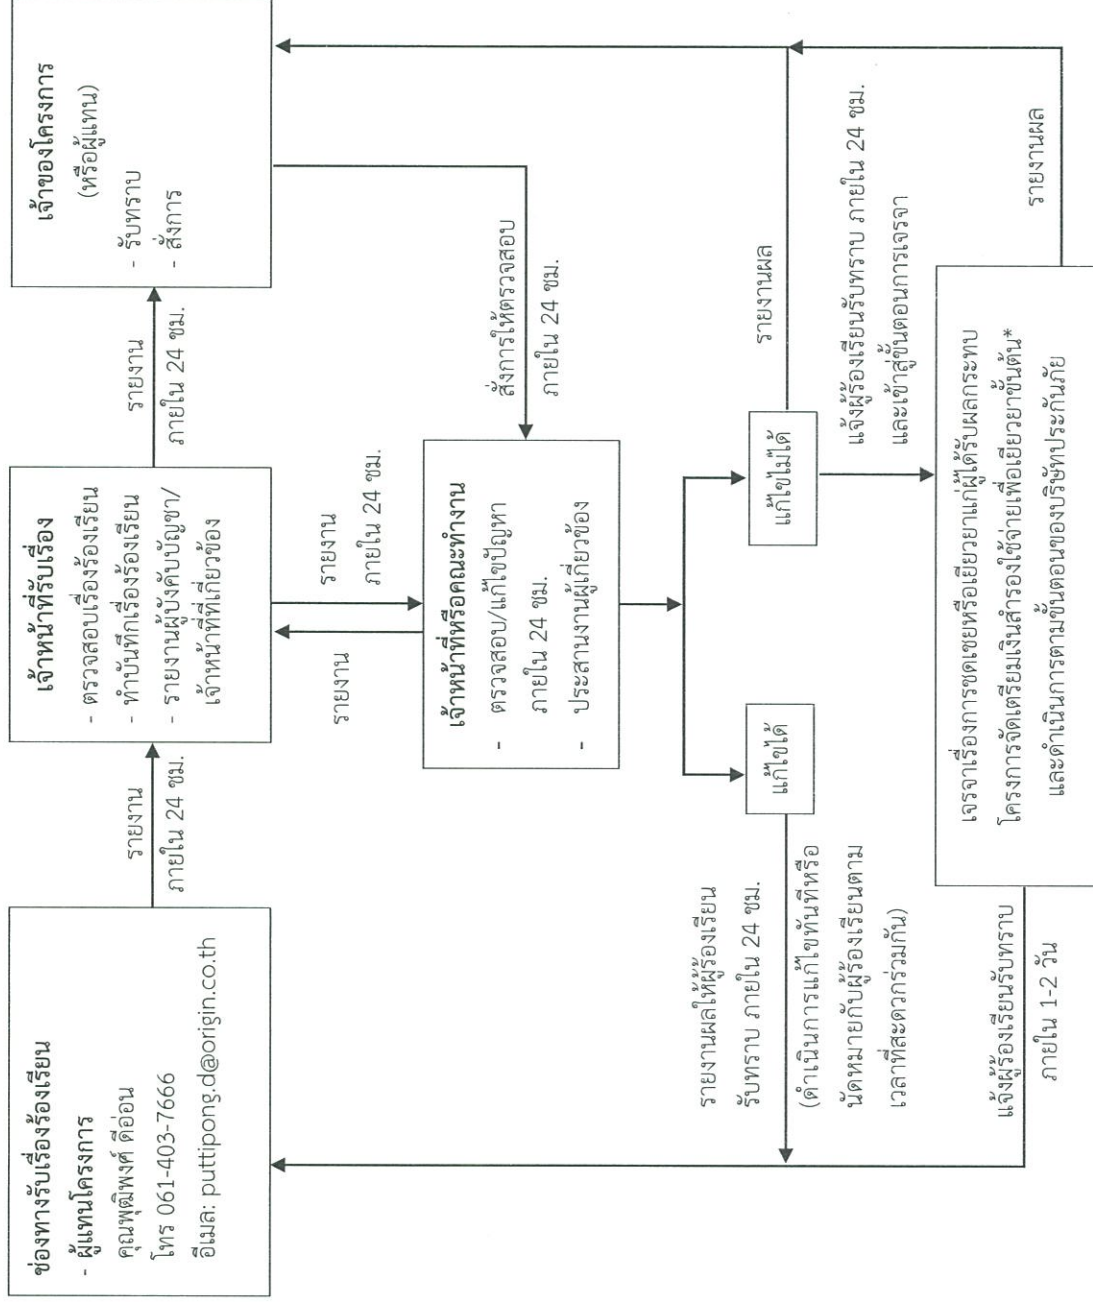 ช่องทางรับเรื่องร้องเรียน
- ผู้แทนโครงการ
คุณพุฒิพงศ์ ดีอ่อน
โทร 061-403-7666
อีเมล: puttipong.d@origin.co.th
รายงาน
ภายใน 24 ชม.
เจ้าหน้าที่รับเรื่อง
- ตรวจสอบเรื่องร้องเรียน
- ทำบันทึกเรื่องร้องเรียน
- รายงานผู้บังคับบัญชา/
เจ้าหน้าที่ที่เกี่ยวข้อง
รายงาน
ภายใน 24 ชม.
เจ้าของโครงการ
(หรือผู้แทน)
- รับทราบ
- สั่งการ
รายงาน
รายงาน
ภายใน 24 ชม.
สั่งการให้ตรวจสอบ
ภายใน 24 ชม.
เจ้าหน้าที่หรือคณะทำงาน
- ตรวจสอบ/แก้ไขปัญหา
ภายใน 24 ชม.
- ประสานงานผู้เกี่ยวข้อง
แก้ไขได้
แก้ไขไม่ได้
รายงานผลให้ผู้ร้องเรียน
รับทราบ ภายใน 24 ชม.
(ดำเนินการแก้ไขทันทีหรือ
นัดหมายกับผู้ร้องเรียนตาม
เวลาที่สะดวกร่วมกัน)
รายงานผล
แจ้งผู้ร้องเรียนรับทราบ ภายใน 24 ชม.
และเข้าสู่ขั้นตอนการเจรจา
เจรจาเรื่องการชดเชยหรือเยียวยาแก่ผู้ได้รับผลกระทบ
โครงการจัดเตรียมเงินสำรองใช้จ่ายเพื่อเยียวยาขั้นต้น*
และดำเนินการตามขั้นตอนของบริษัทประกันภัย
แจ้งผู้ร้องเรียนรับทราบ
ภายใน 1-2 วัน
รายงานผล